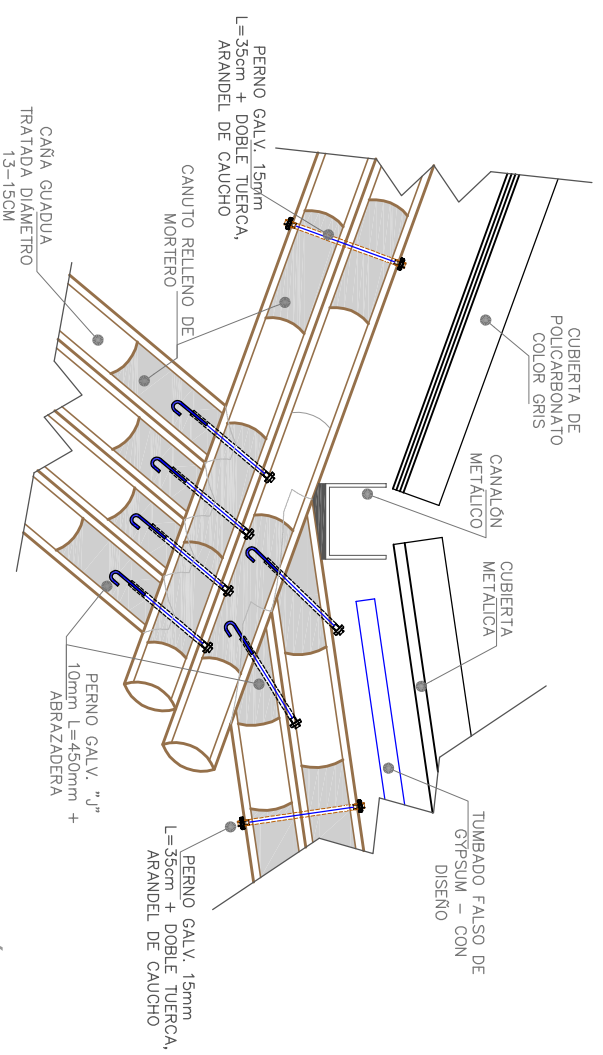 PERNO GALV. 15mm
L=35cm + DOBLE TUERCA,
ARANDEL DE CAUCHO
CAÑA GUADUA
TRATADA DIÁMETRO
13-15CM
CANUTO RELLENO DE
MORTERO
CUBIERTA DE
POLICARBONATO
COLOR GRIS
CANALÓN
METÁLICO
CUBIERTA
METALICA
PERNO GALV. "J"
10mm L=450mm +
ABRAZADERA
TUMBADO FALSO DE
GYPSUM - CON
DISEÑO
PERNO GALV. 15mm
L=35cm + DOBLE TUERCA,
ARANDEL DE CAUCHO